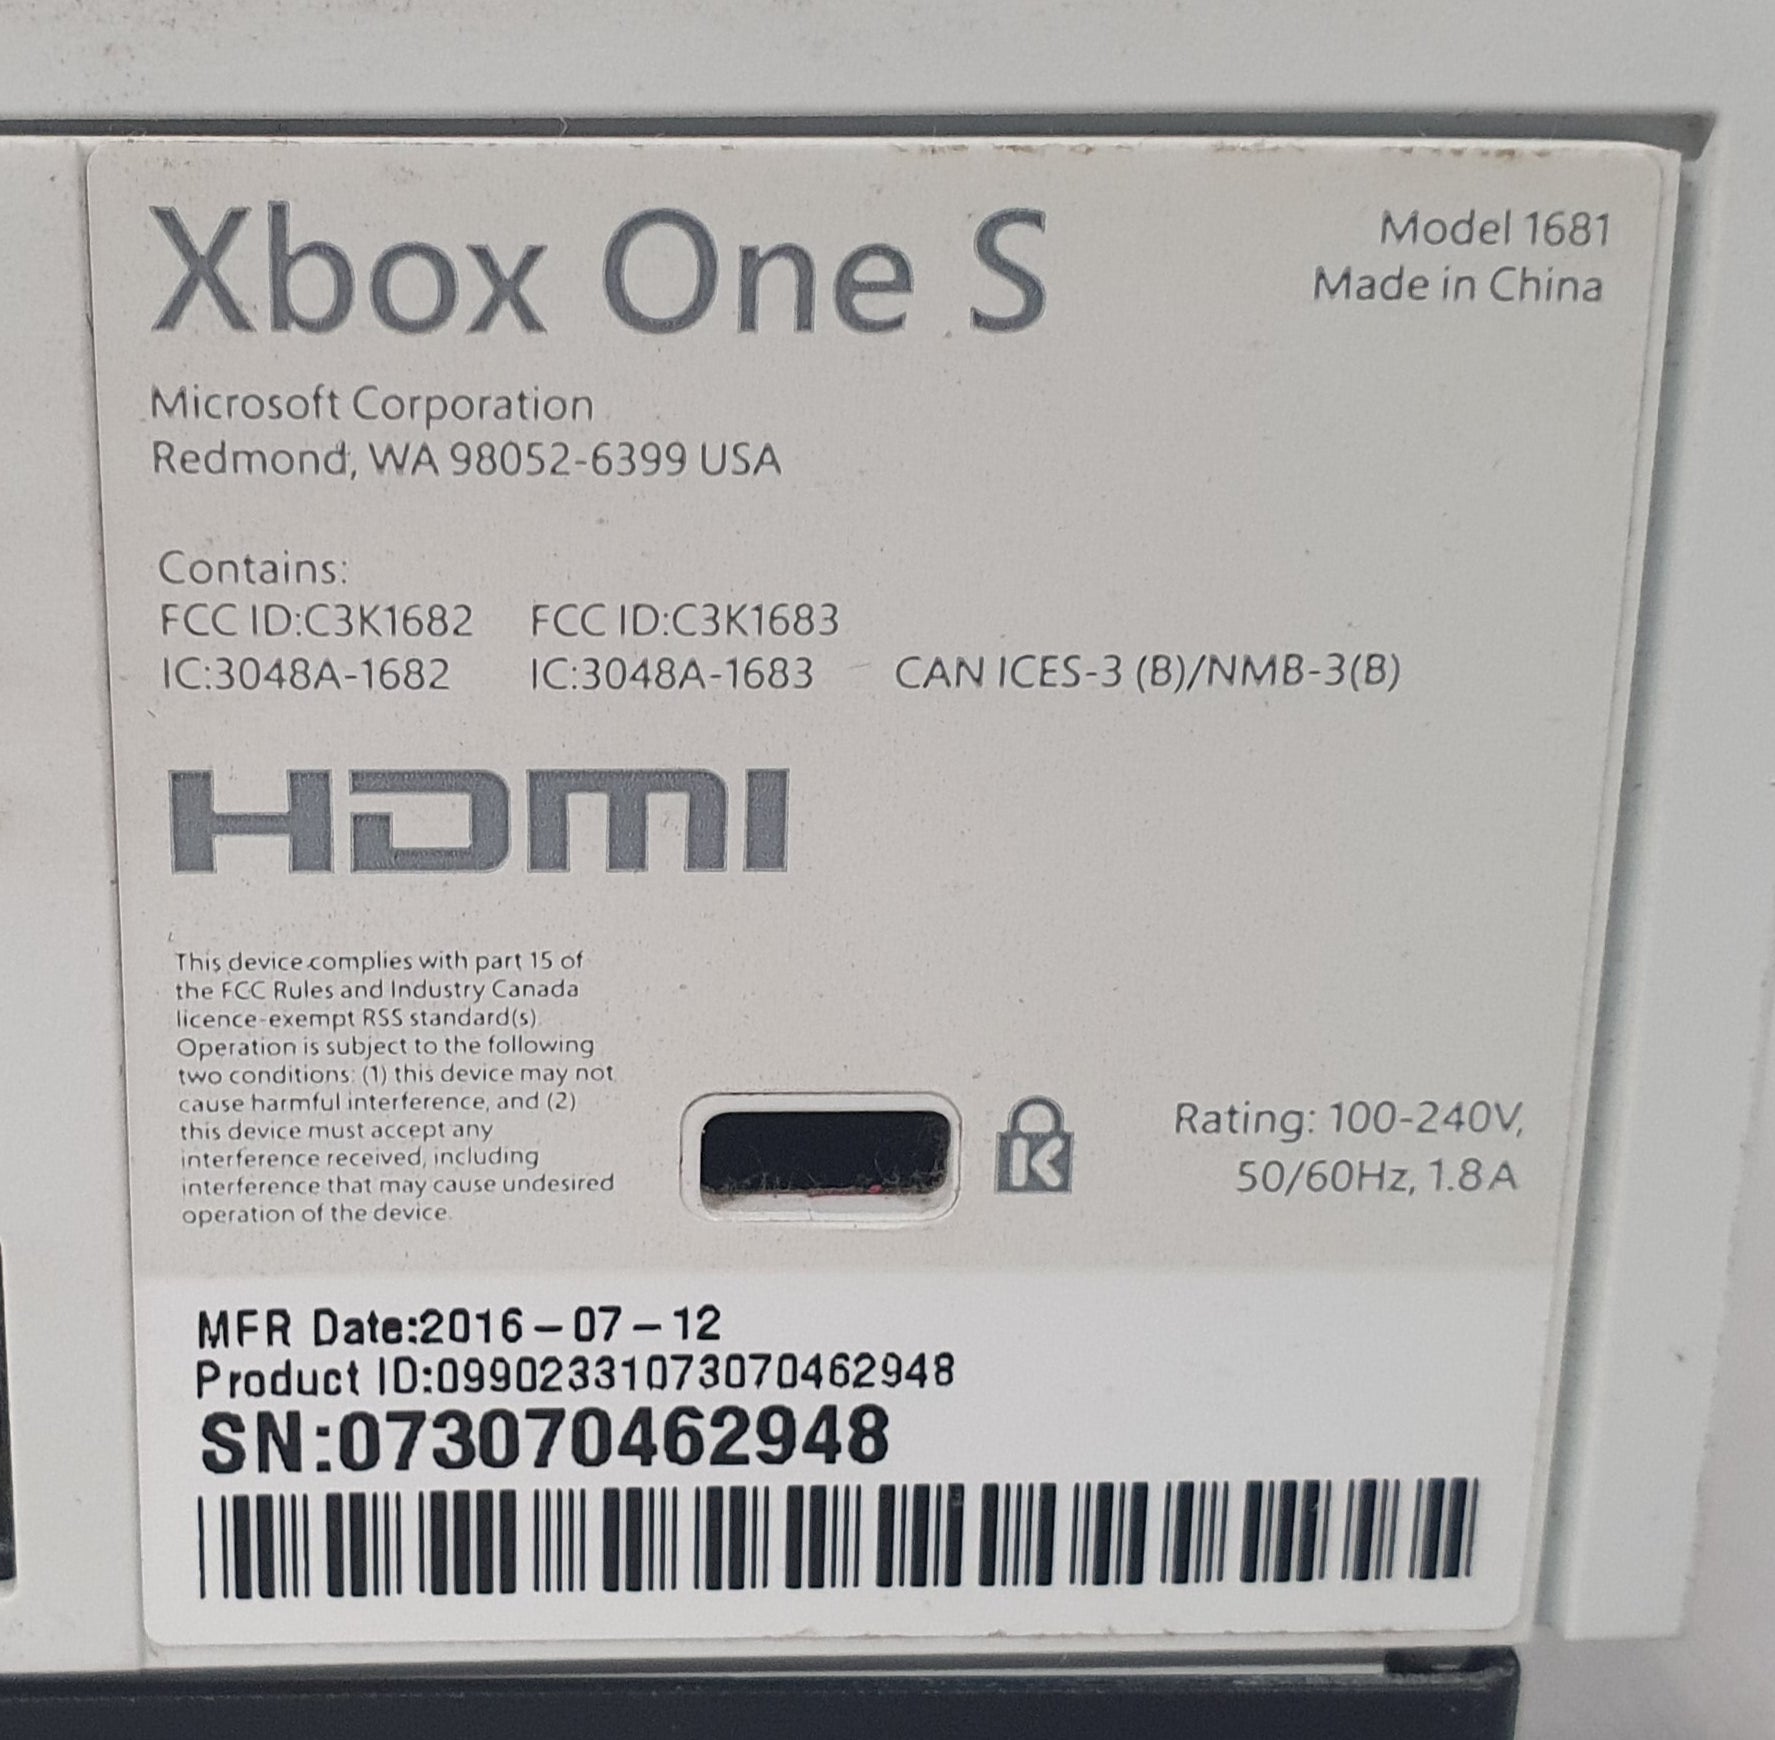 Xbox One S
Model 1681
Made in China
Microsoft Corporation
Redmond, WA 98052-6399 USA
Contains:
FCC ID:C3K1682 FCC ID:C3K1683
IC:3048A-1682 IC:3048A-1683 CAN ICES-3 (B)/NMB-3(B)
HDMI
This device complies with part 15 of
the FCC Rules and Industry Canada
licence-exempt RSS standard(s).
Operation is subject to the following
two conditions: (1) this device may not
cause harmful interference, and (2)
this device must accept any
interference received, including
interference that may cause undesired
operation of the device.
K
Rating: 100-240V,
50/60Hz, 1.8A
MFR Date:2016-07-12
Product ID:09902331073070462948
SN:073070462948